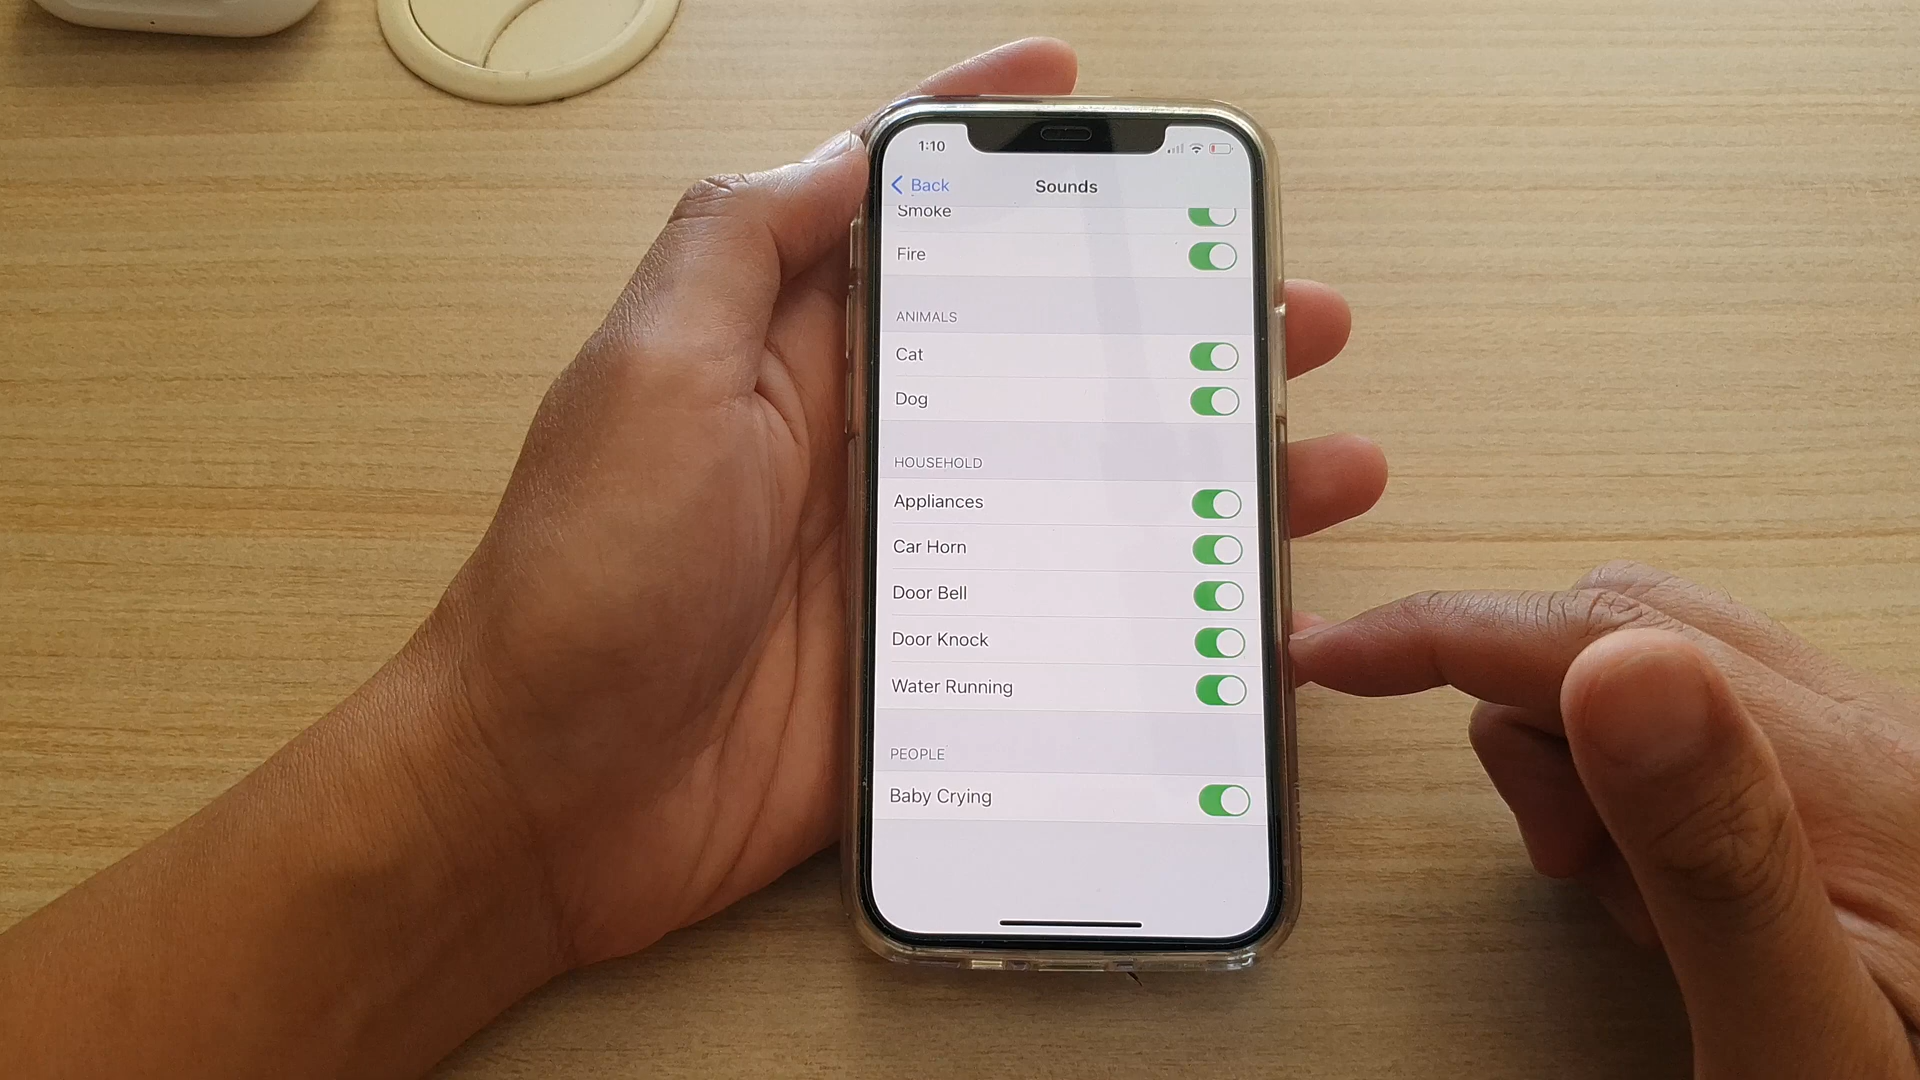 1:10
Back
Sounds
Smoke
Fire
ANIMALS
Cat
Dog
HOUSEHOLD
Appliances
Car Horn
Door Bell
Door Knock
Water Running
PEOPLE
Baby Crying